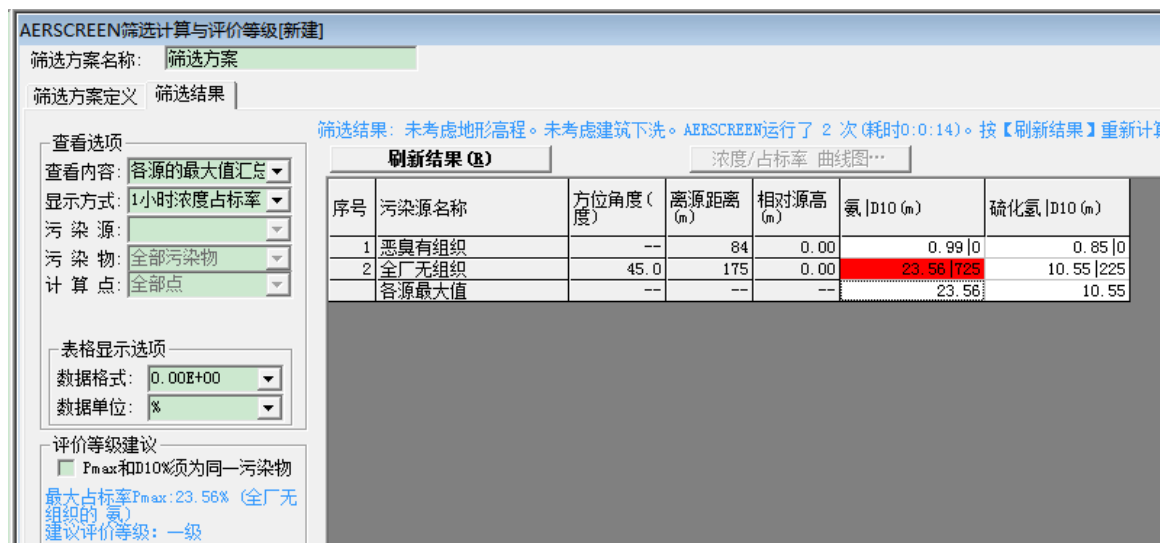 AERSCREEN筛选计算与评价等级[新建]
筛选方案名称: 筛选方案
筛选方案定义 筛选结果
筛选结果: 未考虑地形高程。未考虑建筑下洗。AERSCREEN运行了 2 次(耗时0:0:14)。按【刷新结果】重新计
查看选项
查看内容: 各源的最大值汇总
显示方式: 1小时浓度占标率
污 染 源:
污 染 物: 全部污染物
计 算 点: 全部点
刷新结果(R) 浓度/占标率 曲线图…
序号 污染源名称 方位角度(度) 离源距离(m) 相对源高(m) 氨|D10(m) 硫化氢|D10(m)
1 恶臭有组织 -- 84 0.00 0.99|0 0.85|0
2 全厂无组织 45.0 175 0.00 23.56|725 10.55|225
各源最大值 -- -- -- 23.56 10.55
表格显示选项
数据格式: 0.00E+00
数据单位: %
评价等级建议
Pmax和D10%须为同一污染物
最大占标率Pmax:23.56% (全厂无
组织的 氨)
建议评价等级: 一级